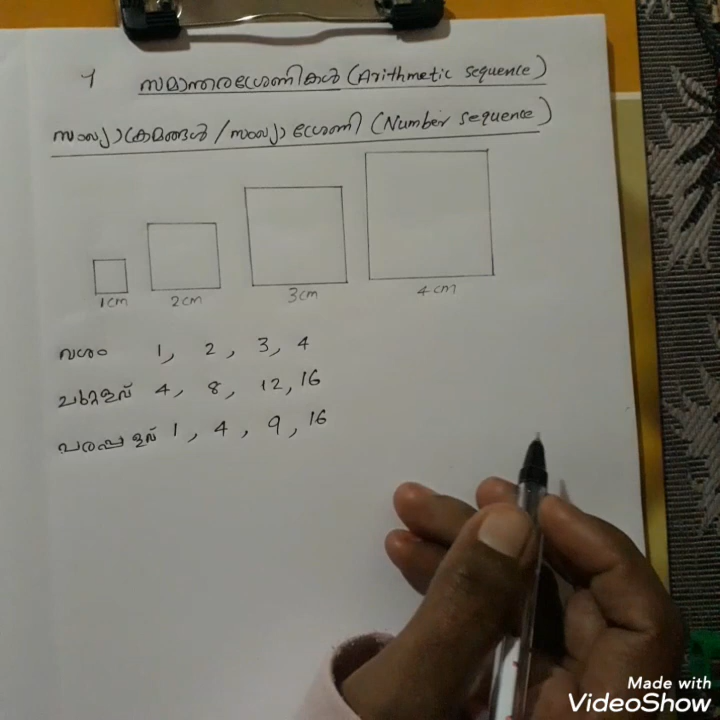 1 സമാന്തരശ്രേണികൾ (Arithmetic sequence)
സംഖ്യാക്രമങ്ങൾ / സംഖ്യാ ശ്രേണി (Number sequence)
1cm 2cm 3cm 4cm
വശം 1, 2, 3, 4
ചുറ്റളവ് 4, 8, 12, 16
പരപ്പളവ് 1, 4, 9, 16
Made with
VideoShow